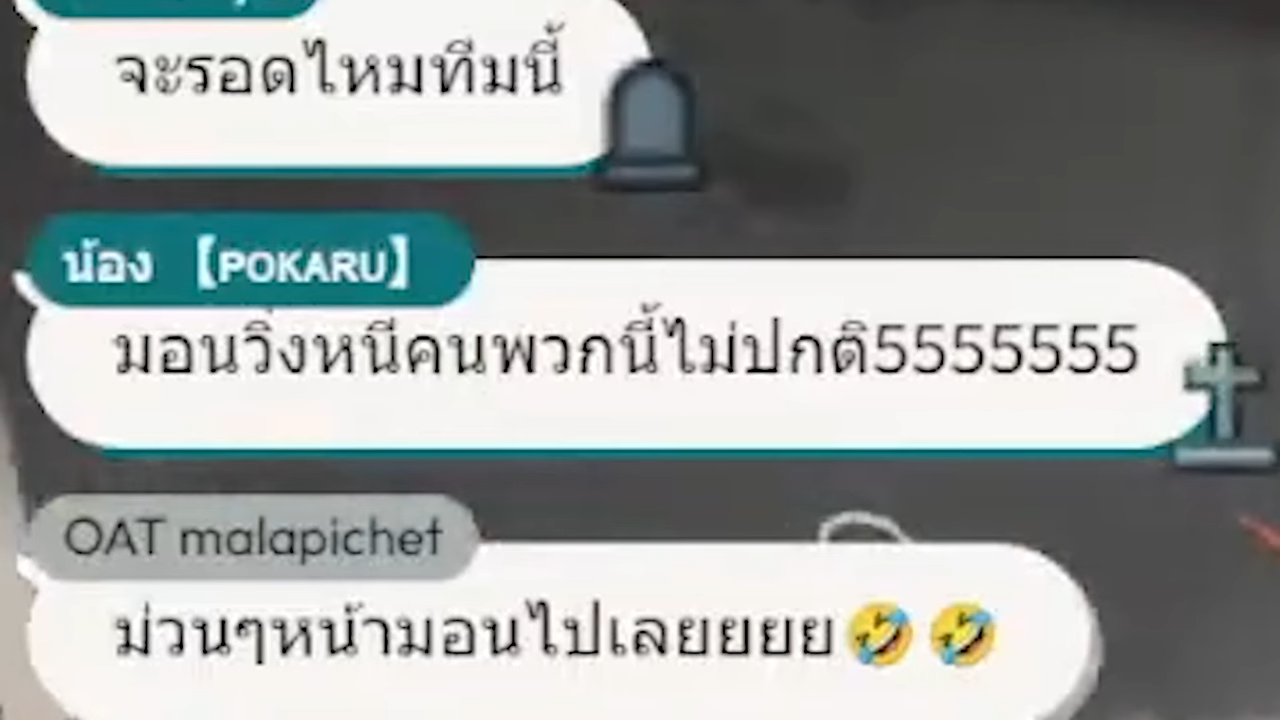 จะรอดไหมทีมนี้
น้อง 【POKARU】
มอนวิ่งหนีคนพวกนี้ไม่ปกติ5555555
OAT malapichet
ม่วนๆหน้ามอนไปเลยยยย🤣🤣